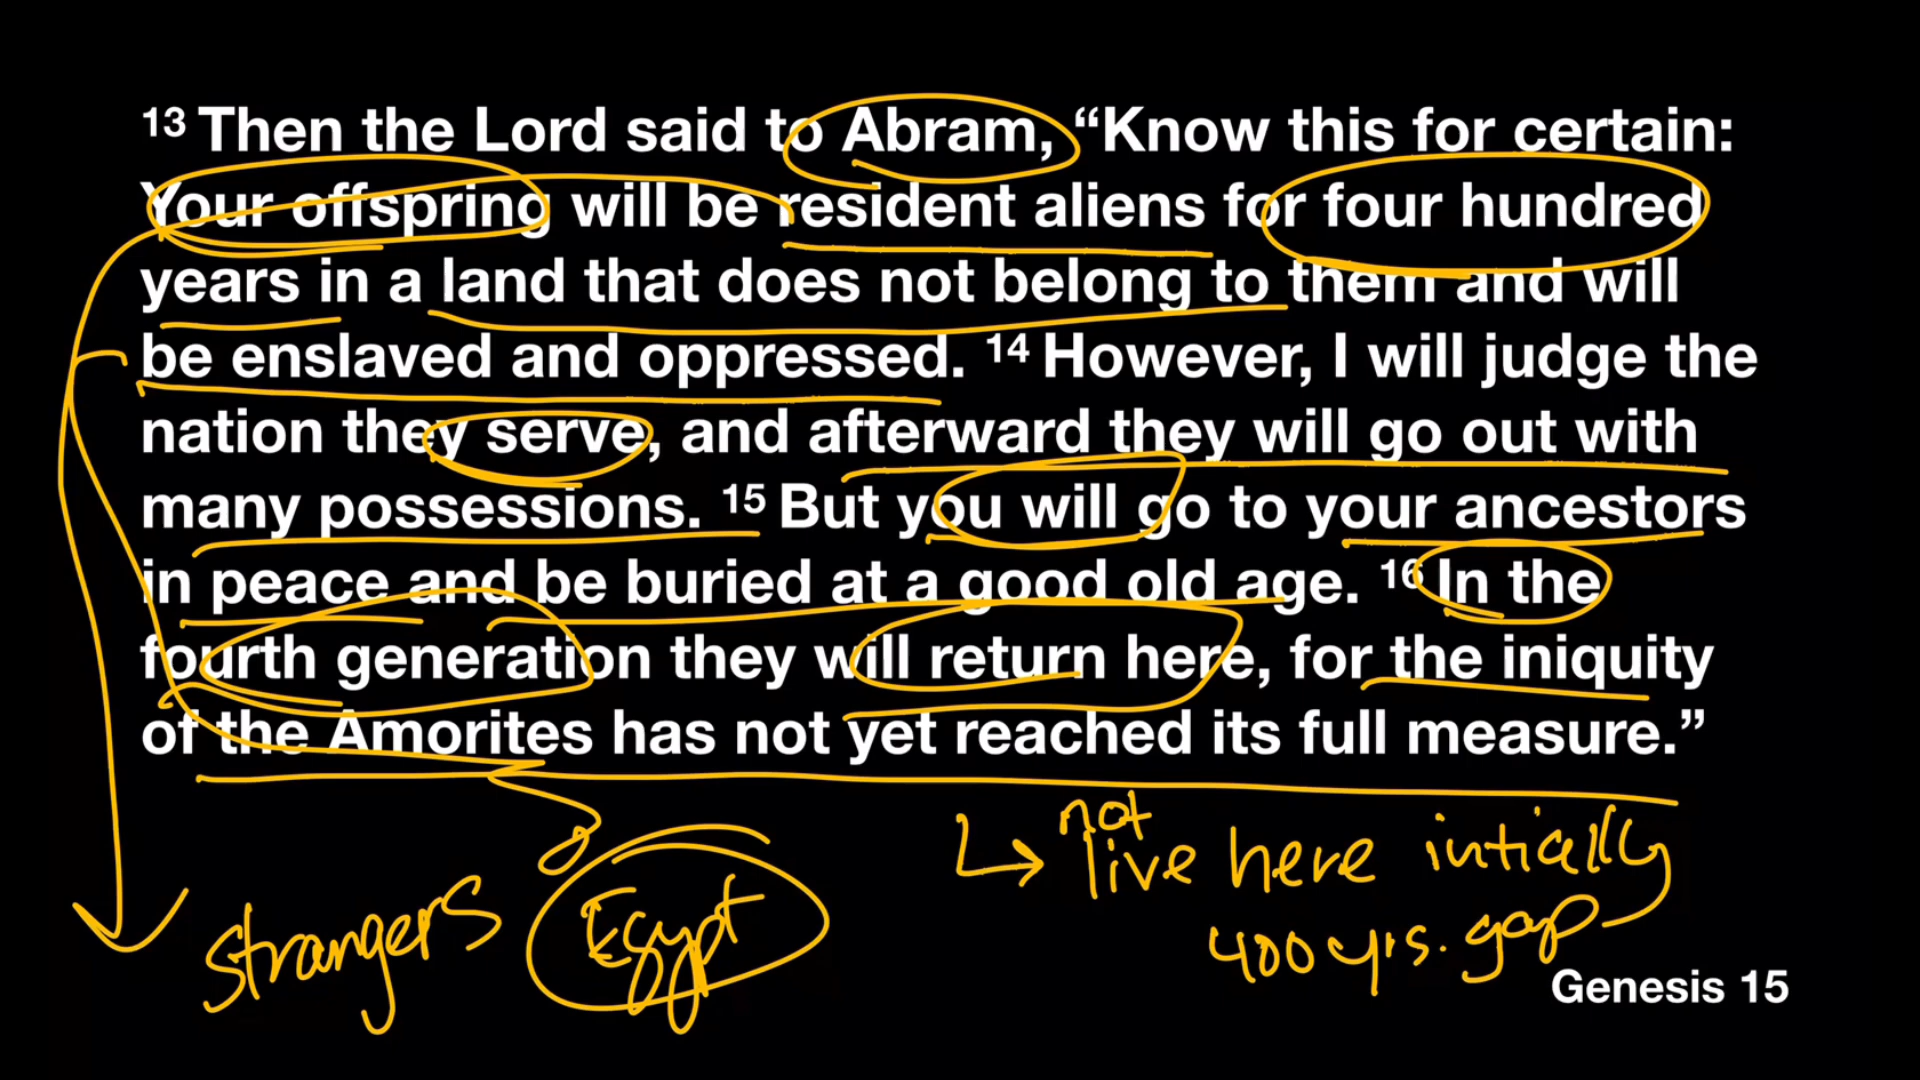 ¹³ Then the Lord said to Abram, “Know this for certain:
Your offspring will be resident aliens for four hundred
years in a land that does not belong to them and will
be enslaved and oppressed. ¹⁴ However, I will judge the
nation they serve, and afterward they will go out with
many possessions. ¹⁵ But you will go to your ancestors
in peace and be buried at a good old age. ¹⁶ In the
fourth generation they will return here, for the iniquity
of the Amorites has not yet reached its full measure.”
not
live here intially
strangers Egypt
400 yrs. gap
Genesis 15